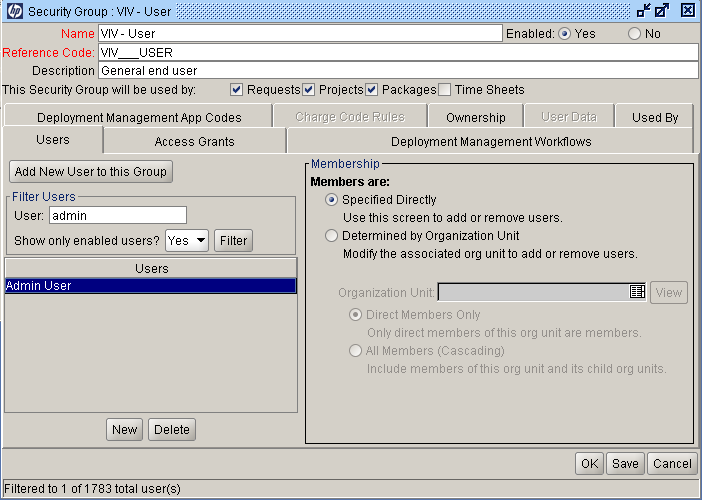 hp Security Group : VIV - User
Name VIV - User Enabled: Yes No
Reference Code: VIV___USER
Description General end user
This Security Group will be used by: Requests Projects Packages Time Sheets
Deployment Management App Codes Charge Code Rules Ownership User Data Used By
Users Access Grants Deployment Management Workflows
Add New User to this Group
Filter Users
User: admin
Show only enabled users? Yes Filter
Users
Admin User
New Delete
Membership
Members are:
Specified Directly
Use this screen to add or remove users.
Determined by Organization Unit
Modify the associated org unit to add or remove users.
Organization Unit: View
Direct Members Only
Only direct members of this org unit are members.
All Members (Cascading)
Include members of this org unit and its child org units.
OK Save Cancel
Filtered to 1 of 1783 total user(s)